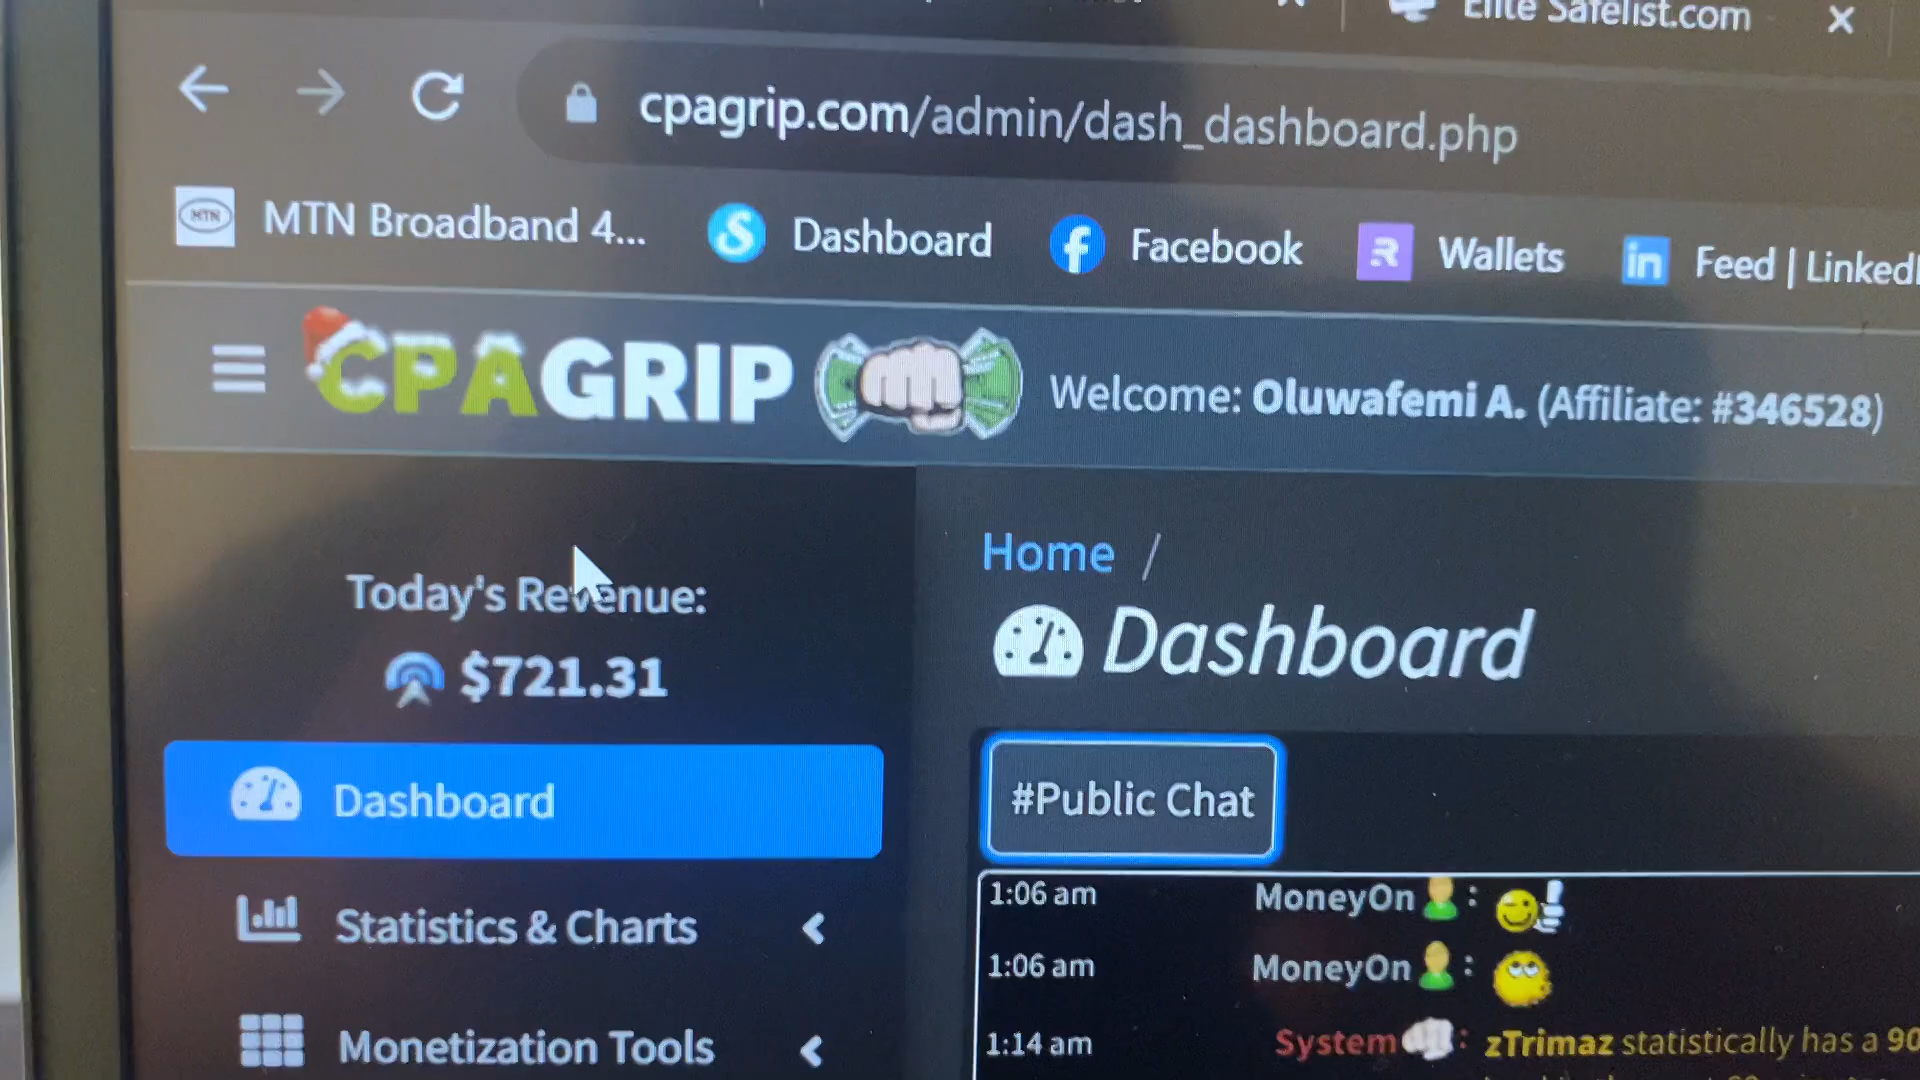 Elite Safelist.com
cpagrip.com/admin/dash_dashboard.php
MTN
MTN Broadband 4...
Dashboard
Facebook
Wallets
Feed | Linked
CPAGRIP
Welcome: Oluwafemi A. (Affiliate: #346528)
Today's Revenue:
$721.31
Home /
Dashboard
Dashboard
#Public Chat
Statistics & Charts
Monetization Tools
1:06 am MoneyOn :
1:06 am MoneyOn :
1:14 am System : zTrimaz statistically has a 90